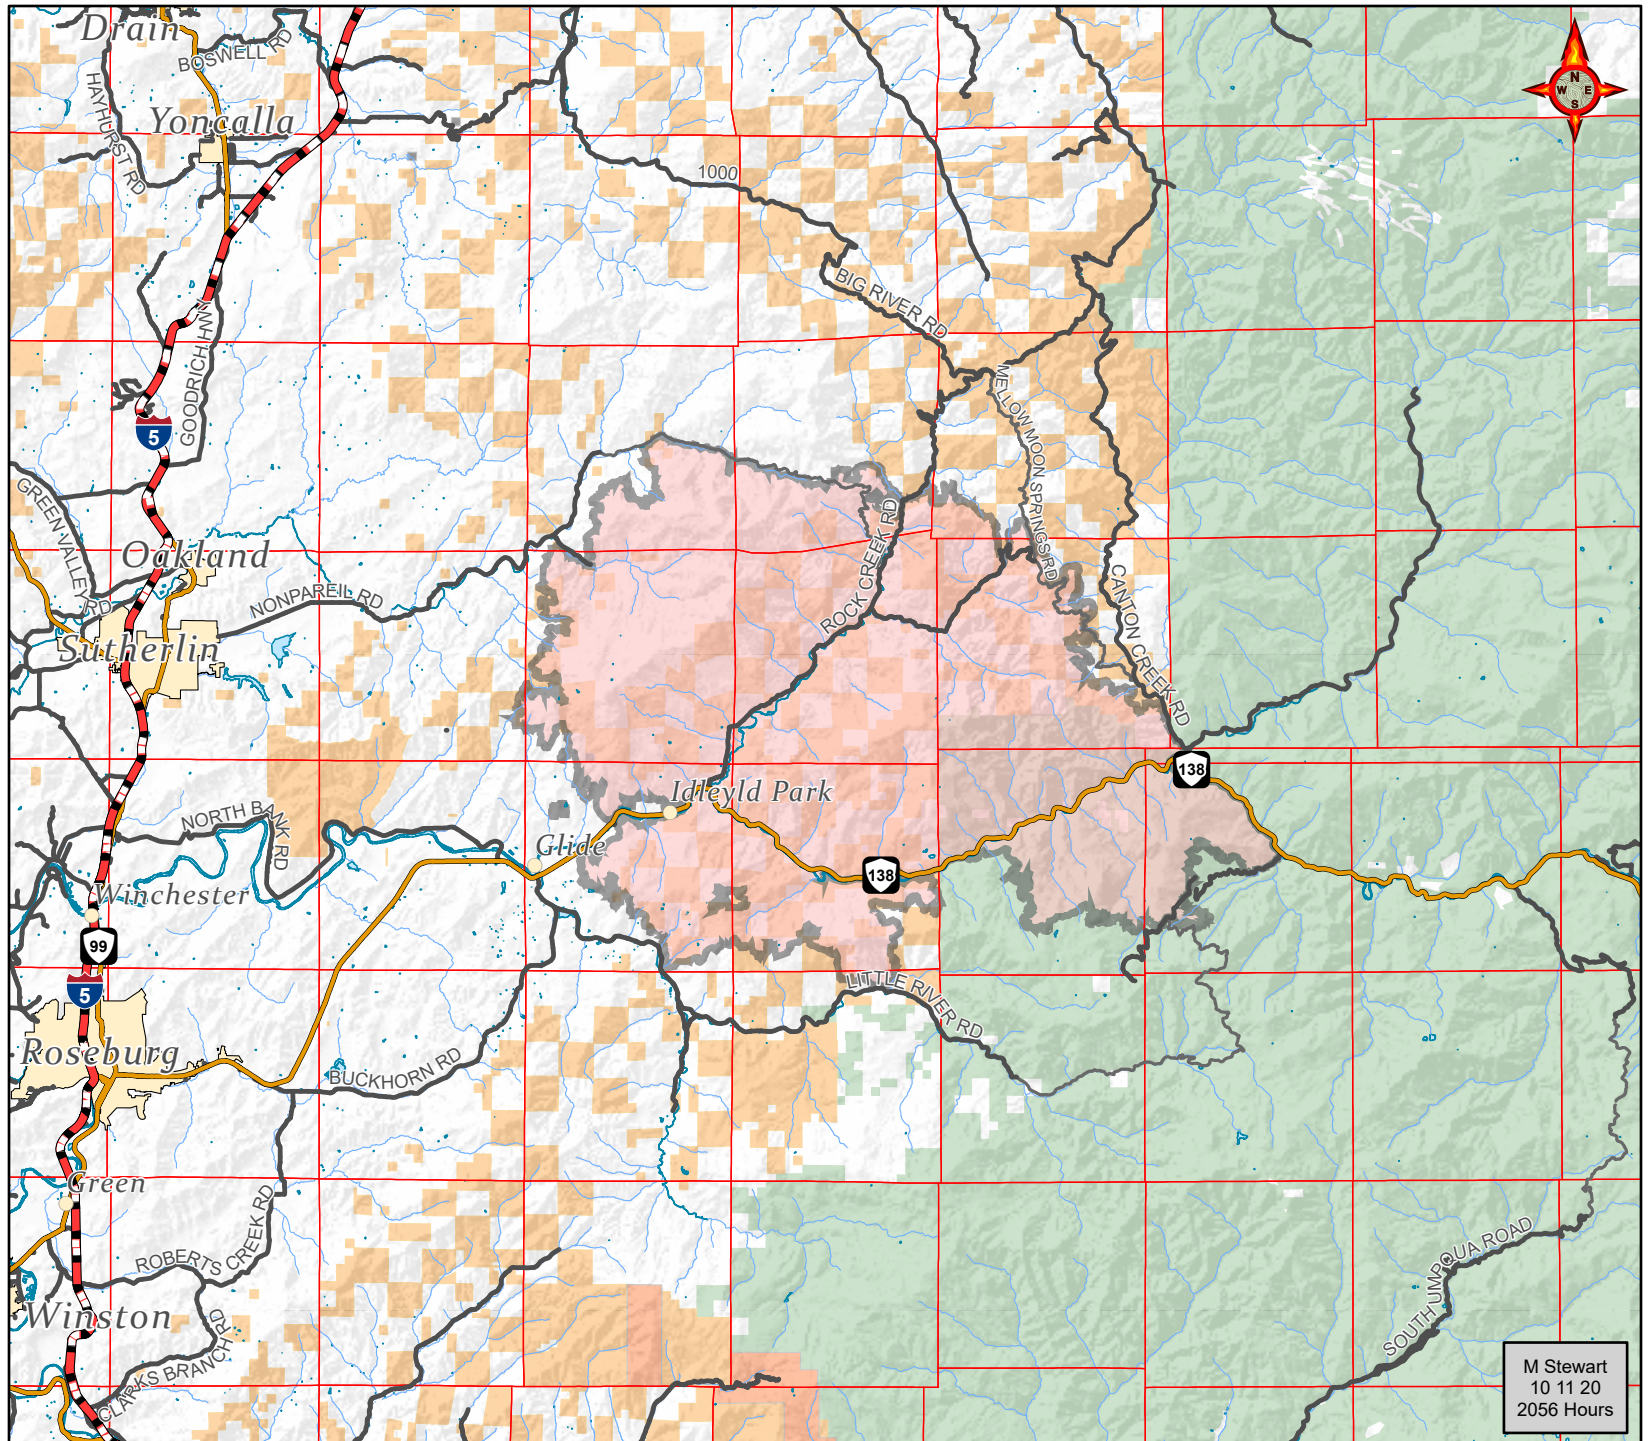 Drain
BOSWELL RD
HAYHURST RD
Yoncalla
N
W E
S
1000
BIG RIVER RD
GOODRICH HWY
5
MELLOW MOON SPRINGS RD
GREEN VALLEY RD
Oakland
NONPAREIL RD
ROCK CREEK RD
CANTON CREEK RD
Sutherlin
138
Idleyld Park
NORTH BANK RD
Glide
138
Winchester
99
5
LITTLE RIVER RD
Roseburg
BUCKHORN RD
Green
ROBERTS CREEK RD
SOUTH UMPQUA ROAD
Winston
CLARKS BRANCH RD
M Stewart
10 11 20
2056 Hours